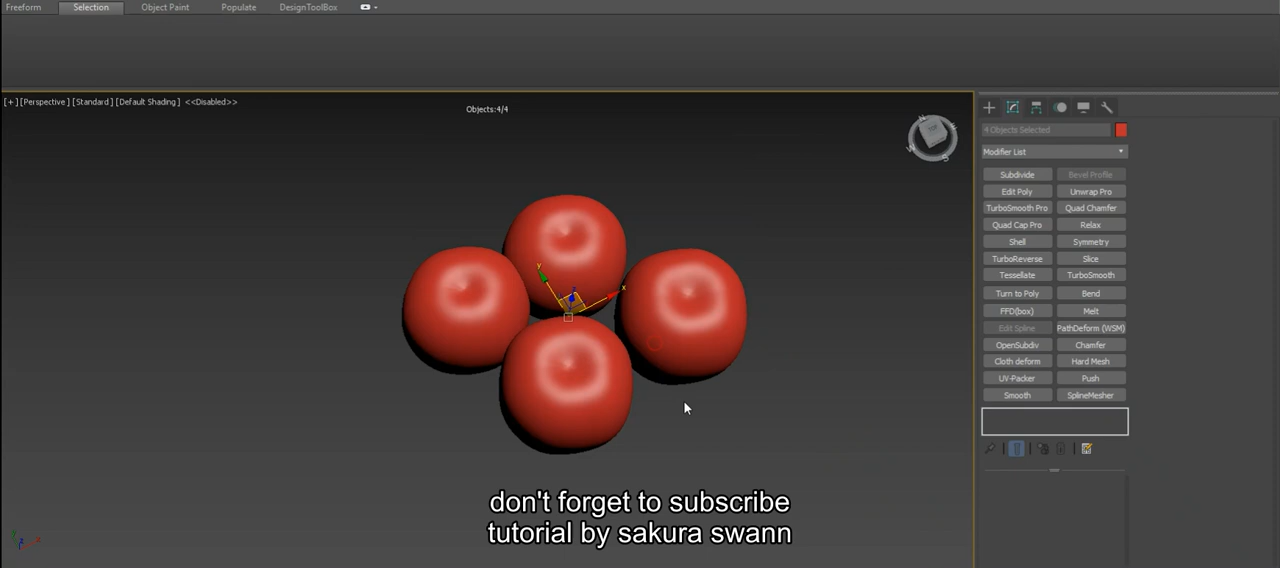 Freeform Selection Object Paint Populate DesignToolBox
[+] [Perspective ] [Standard ] [Default Shading ] <<Disabled>>
Objects:4/4
4 Objects Selected
Modifier List
Subdivide Bevel Profile
Edit Poly Unwrap Pro
TurboSmooth Pro Quad Chamfer
Quad Cap Pro Relax
Shell Symmetry
TurboReverse Slice
Tessellate TurboSmooth
Turn to Poly Bend
FFD(box) Melt
Edit Spline PathDeform (WSM)
OpenSubdiv Chamfer
Cloth deform Hard Mesh
UV-Packer Push
Smooth SplineMesher
TOP
W
S
y
z
x
don't forget to subscribe
tutorial by sakura swann
z
x